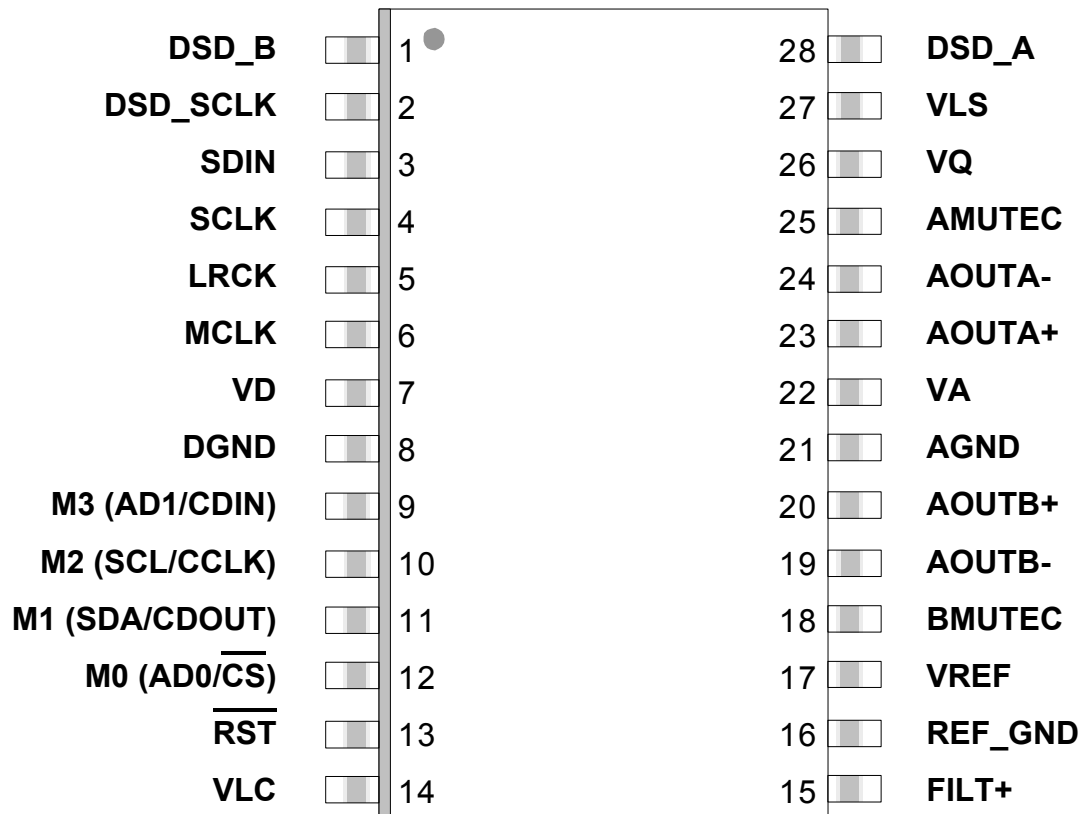 DSD_B 1 28 DSD_A
DSD_SCLK 2 27 VLS
SDIN 3 26 VQ
SCLK 4 25 AMUTEC
LRCK 5 24 AOUTA-
MCLK 6 23 AOUTA+
VD 7 22 VA
DGND 8 21 AGND
M3 (AD1/CDIN) 9 20 AOUTB+
M2 (SCL/CCLK) 10 19 AOUTB-
M1 (SDA/CDOUT) 11 18 BMUTEC
M0 (AD0/C̅S̅) 12 17 VREF
R̅S̅T̅ 13 16 REF_GND
VLC 14 15 FILT+